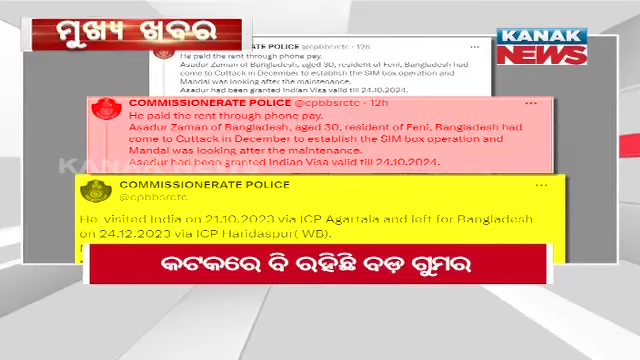 ମୁଖ୍ୟ ଖବର
KANAK
NEWS
COMMISSIONERATE POLICE @cpbbsrctc · 12h
He paid the rent through phone pay.
Asadur Zaman of Bangladesh, aged 30, resident of Feni, Bangladesh had
come to Cuttack in December to establish the SIM box operation and
Mandal was looking after the maintenance.
Asadur had been granted Indian Visa valid till 24.10.2024.
COMMISSIONERATE POLICE @cpbbsrctc · 12h
He paid the rent through phone pay.
Asadur Zaman of Bangladesh, aged 30, resident of Feni, Bangladesh had
come to Cuttack in December to establish the SIM box operation and
Mandal was looking after the maintenance.
Asadur had been granted Indian Visa valid till 24.10.2024.
KANAK NEWS
COMMISSIONERATE POLICE
@cpbbsrctc
He visited India on 21.10.2023 via ICP Agartala and left for Bangladesh
on 24.12.2023 via ICP Haridaspur( WB).
କଟକରେ ବି ରହିଛି ବଡ଼ ଗୁମର